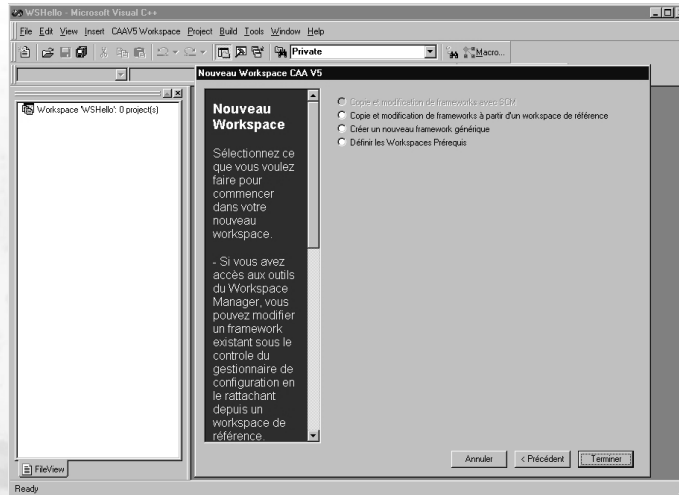 WSHello - Microsoft Visual C++
File Edit View Insert CAAV5 Workspace Project Build Tools Window Help
Private
Macro...
Nouveau Workspace CAA V5
Workspace 'WSHello': 0 project(s)
Nouveau
Workspace
Sélectionnez ce
que vous voulez
faire pour
commencer
dans votre
nouveau
workspace.
- Si vous avez
accès aux outils
du Workspace
Manager, vous
pouvez modifier
un framework
existant sous le
controle du
gestionnaire de
configuration en
le rattachant
depuis un
workspace de
référence.
Copie et modification de frameworks avec SCM
Copie et modification de frameworks à partir d'un workspace de référence
Créer un nouveau framework générique
Définir les Workspaces Prérequis
Annuler
< Précédent
Terminer
FileView
Ready